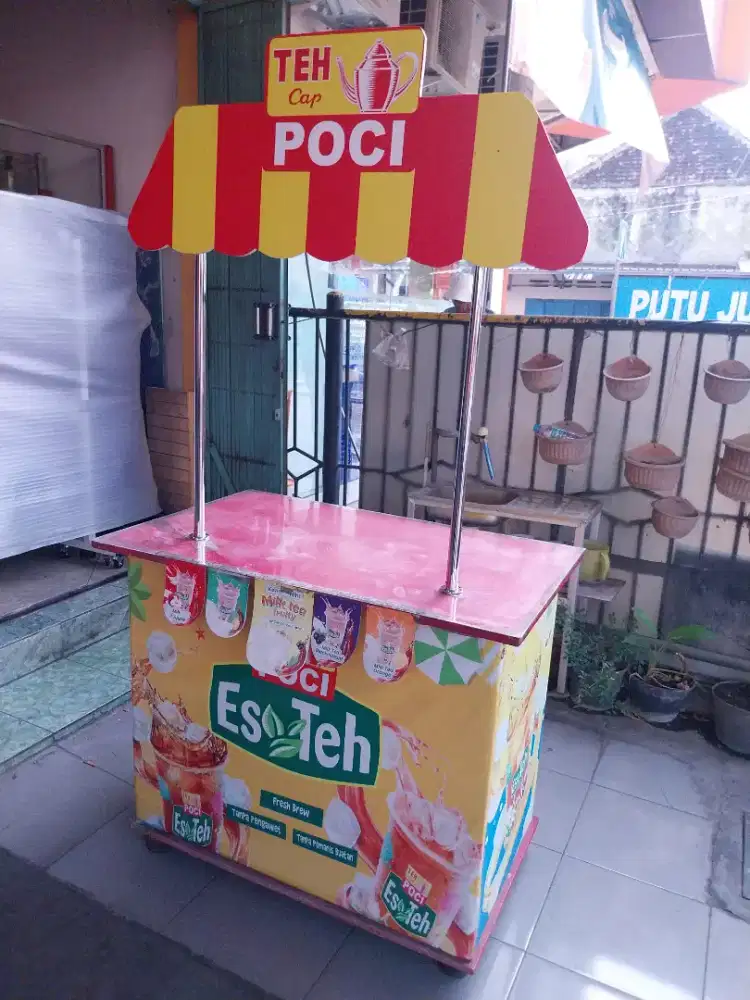 TEH
Cap
POCI
PUTU JU
Milk tea
POCI
Es Teh
Fresh Brew
Tanpa Pengawet
Tanpa Pemanis Buatan
POCI
Es Teh
TEH
POCI
Es Teh